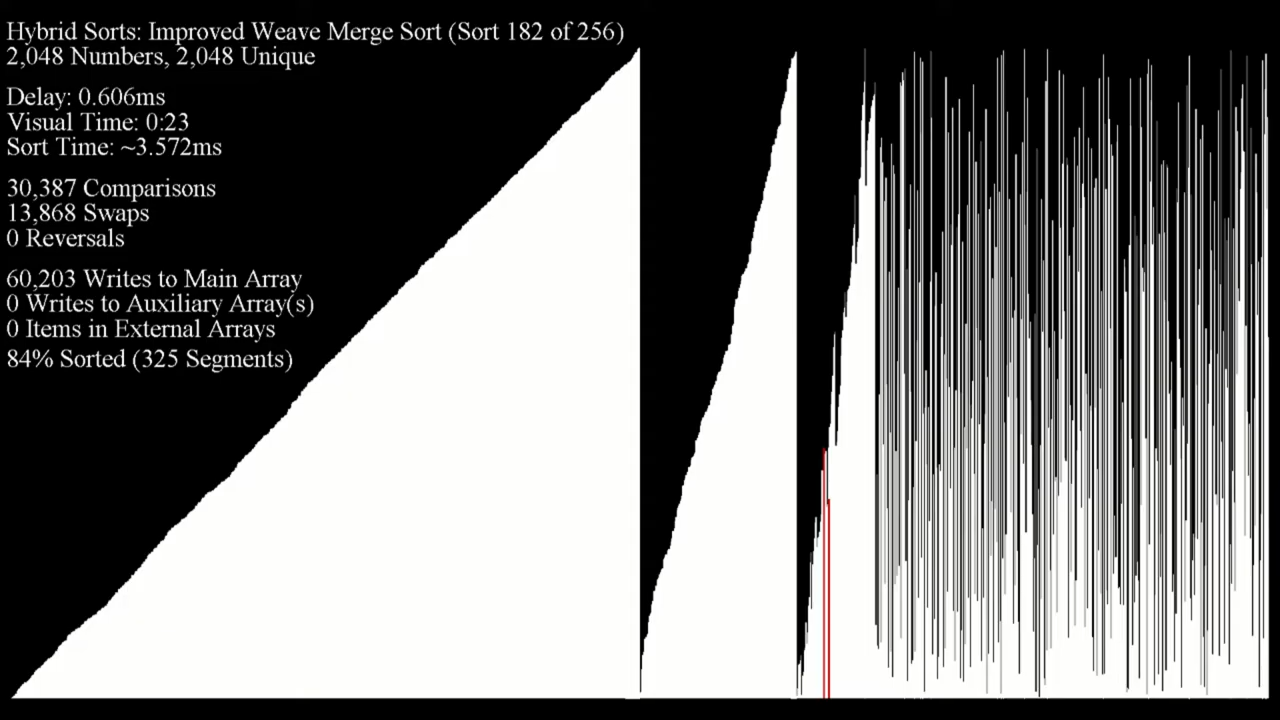 Hybrid Sorts: Improved Weave Merge Sort (Sort 182 of 256)
2,048 Numbers, 2,048 Unique
Delay: 0.606ms
Visual Time: 0:23
Sort Time: ~3.572ms
30,387 Comparisons
13,868 Swaps
0 Reversals
60,203 Writes to Main Array
0 Writes to Auxiliary Array(s)
0 Items in External Arrays
84% Sorted (325 Segments)